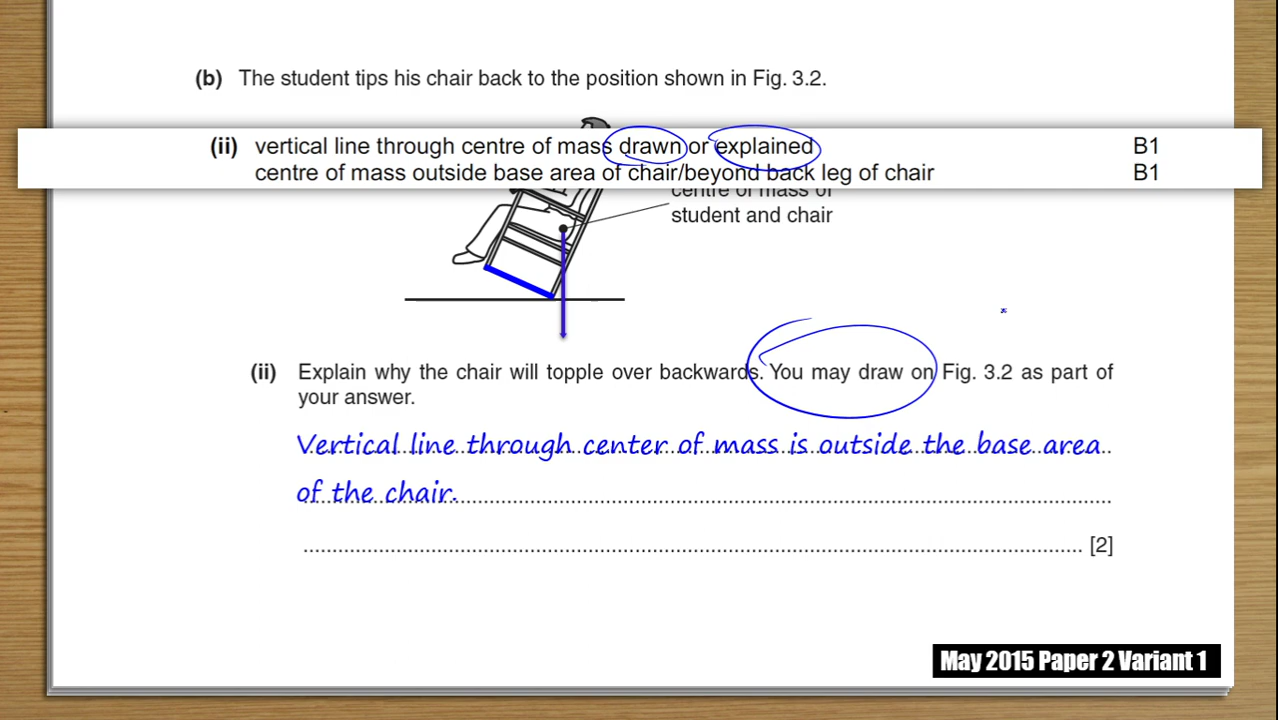 (b) The student tips his chair back to the position shown in Fig. 3.2.
(ii) vertical line through centre of mass drawn or explained B1
centre of mass outside base area of chair/beyond back leg of chair B1
centre of mass of
student and chair
(ii) Explain why the chair will topple over backwards. You may draw on Fig. 3.2 as part of
your answer.
Vertical line through center of mass is outside the base area
of the chair.
[2]
May 2015 Paper 2 Variant 1